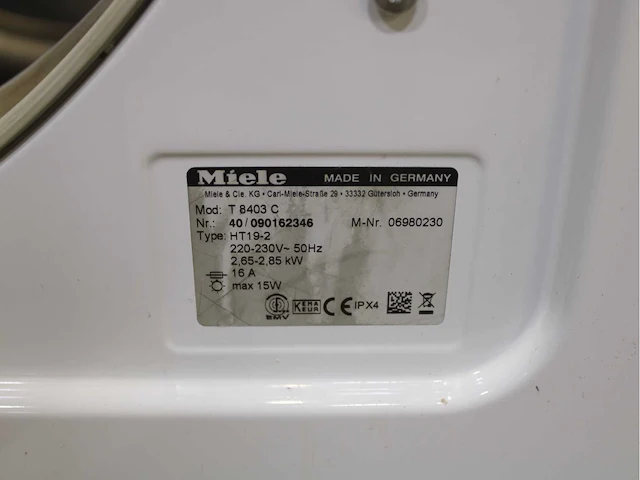 Miele MADE IN GERMANY
Miele & Cie. KG • Carl-Miele-Straße 29 • 33332 Gütersloh • Germany
Mod: T 8403 C
Nr.: 40/090162346 M-Nr. 06980230
Type: HT19-2
220-230V~ 50Hz
2,65-2,85 kW
16 A
max 15W
EMV KEMA KEUR CE IPX4